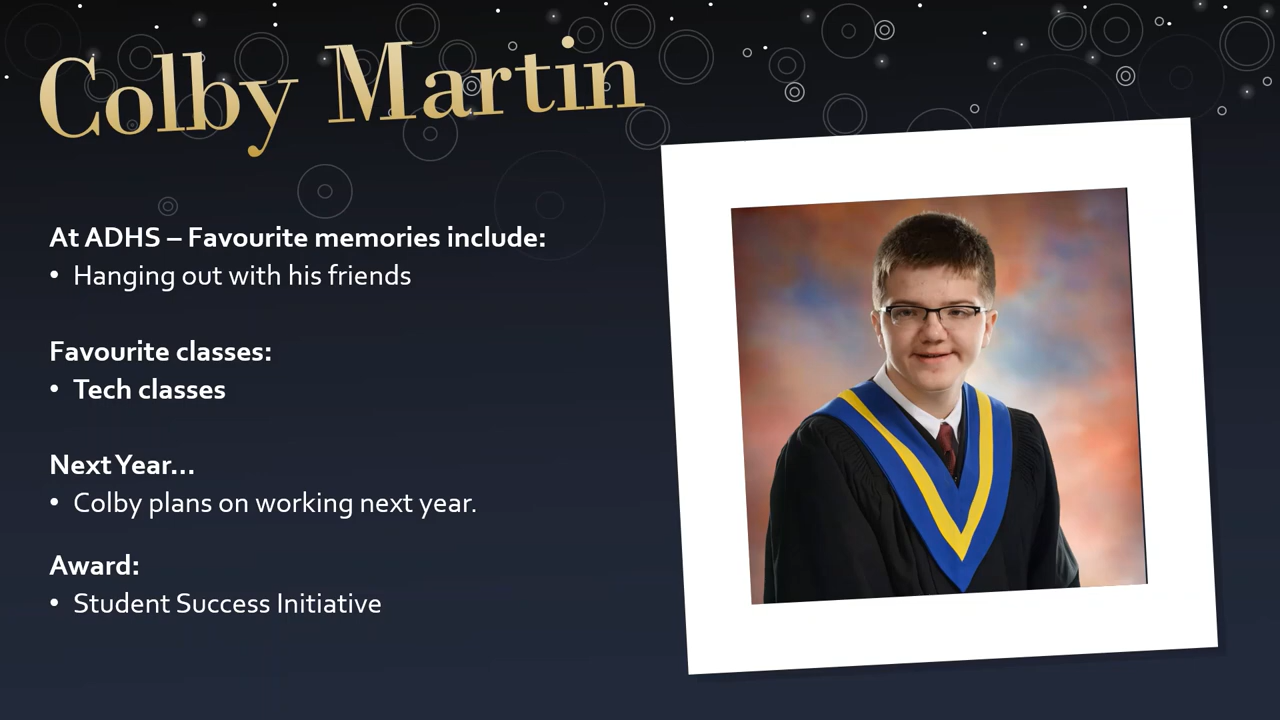 Colby Martin
At ADHS – Favourite memories include:
• Hanging out with his friends
Favourite classes:
• Tech classes
Next Year…
• Colby plans on working next year.
Award:
• Student Success Initiative